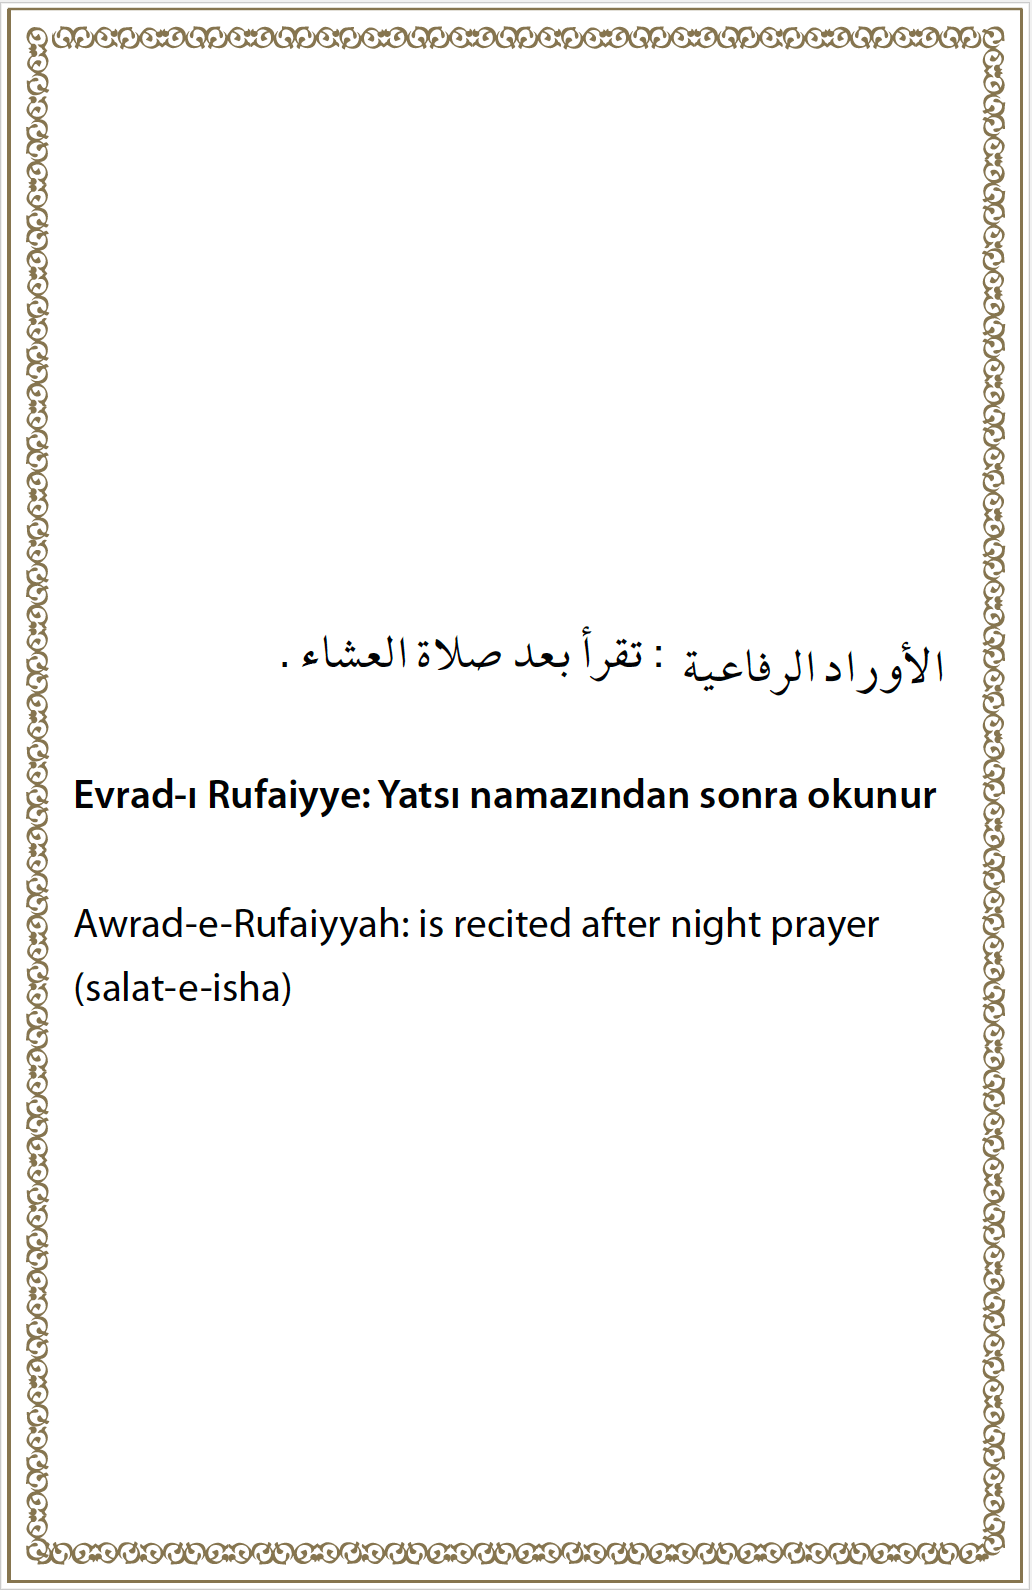 الأوراد الرفاعية : تقرأ بعد صلاة العشاء .
Evrad-ı Rufaiyye: Yatsı namazından sonra okunur
Awrad-e-Rufaiyyah: is recited after night prayer
(salat-e-isha)